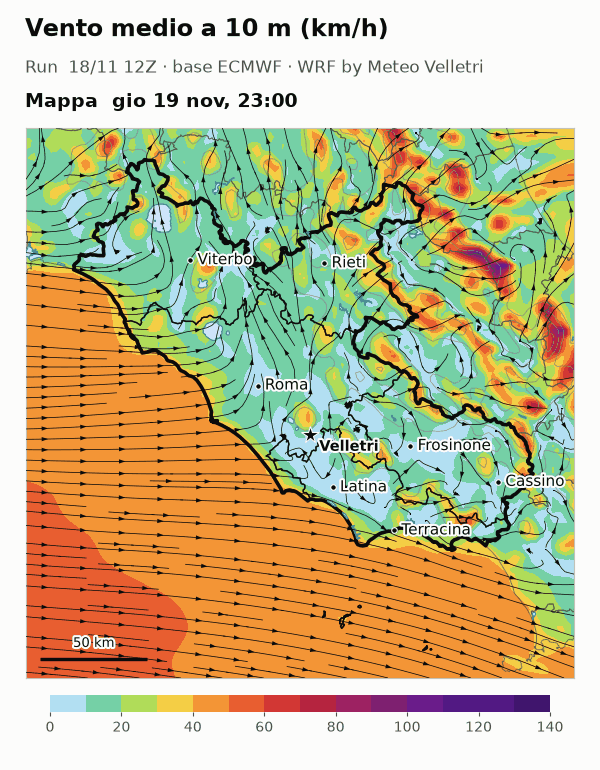 Vento medio a 10 m (km/h)
Run  18/11 12Z · base ECMWF · WRF by Meteo Velletri
Mappa  gio 19 nov, 23:00
Viterbo
Rieti
Roma
Velletri
Frosinone
Latina
Cassino
Terracina
50 km
0 20 40 60 80 100 120 140